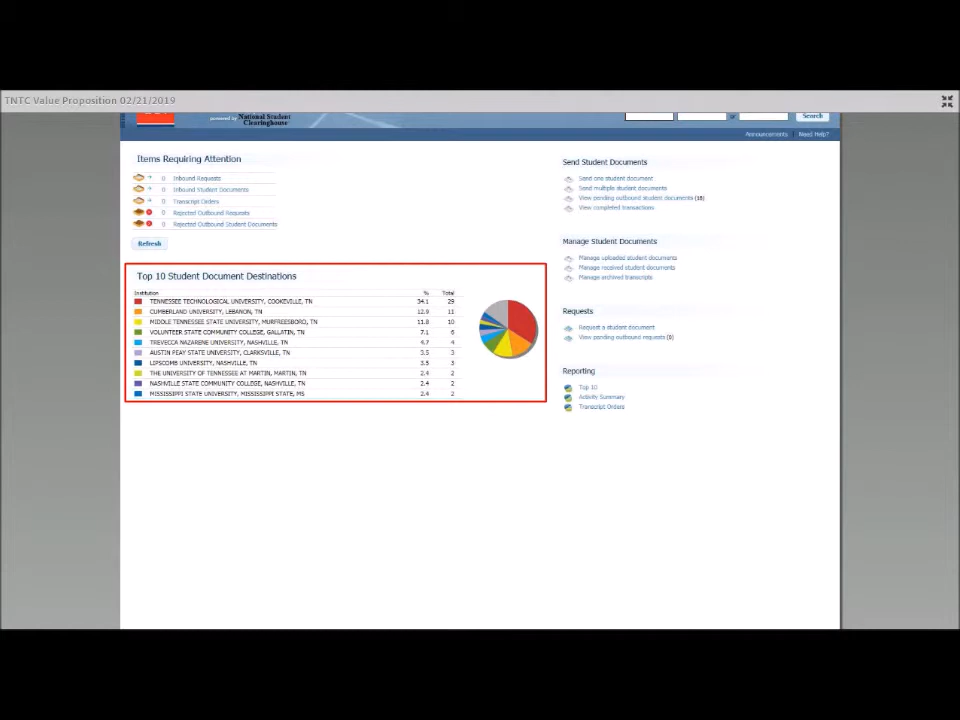 TNTC Value Proposition 02/21/2019
powered by National Student
Clearinghouse
or
Search
Announcements | Need Help?
Items Requiring Attention
0 Inbound Requests
0 Inbound Student Documents
0 Transcript Orders
0 Rejected Outbound Requests
0 Rejected Outbound Student Documents
Refresh
Top 10 Student Document Destinations
Institution % Total
TENNESSEE TECHNOLOGICAL UNIVERSITY, COOKEVILLE, TN 34.1 29
CUMBERLAND UNIVERSITY, LEBANON, TN 12.9 11
MIDDLE TENNESSEE STATE UNIVERSITY, MURFREESBORO, TN 11.8 10
VOLUNTEER STATE COMMUNITY COLLEGE, GALLATIN, TN 7.1 6
TREVECCA NAZARENE UNIVERSITY, NASHVILLE, TN 4.7 4
AUSTIN PEAY STATE UNIVERSITY, CLARKSVILLE, TN 3.5 3
LIPSCOMB UNIVERSITY, NASHVILLE, TN 3.5 3
THE UNIVERSITY OF TENNESSEE AT MARTIN, MARTIN, TN 2.4 2
NASHVILLE STATE COMMUNITY COLLEGE, NASHVILLE, TN 2.4 2
MISSISSIPPI STATE UNIVERSITY, MISSISSIPPI STATE, MS 2.4 2
Send Student Documents
Send one student document
Send multiple student documents
View pending outbound student documents (18)
View completed transactions
Manage Student Documents
Manage uploaded student documents
Manage received student documents
Manage archived transcripts
Requests
Request a student document
View pending outbound requests (0)
Reporting
Top 10
Activity Summary
Transcript Orders